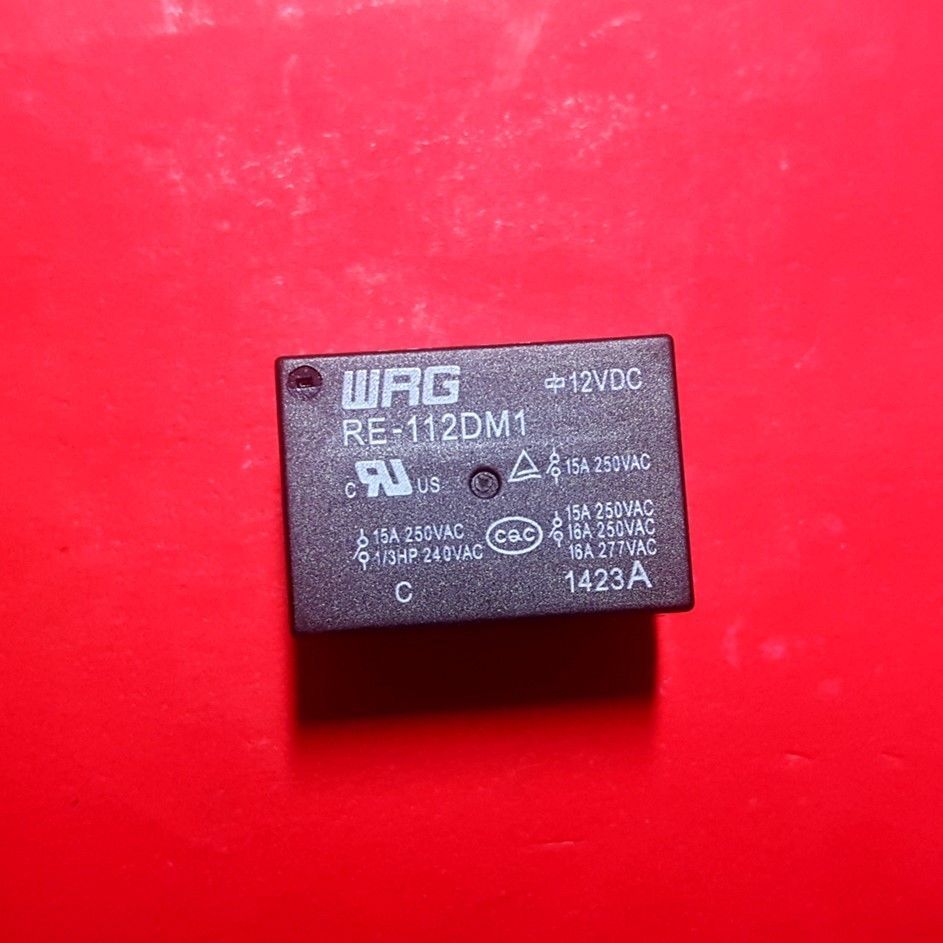 WRG
12VDC
RE-112DM1
C RU US
15A 250VAC
15A 250VAC
1/3HP 240VAC
CQC
15A 250VAC
16A 250VAC
16A 277VAC
C
1423A